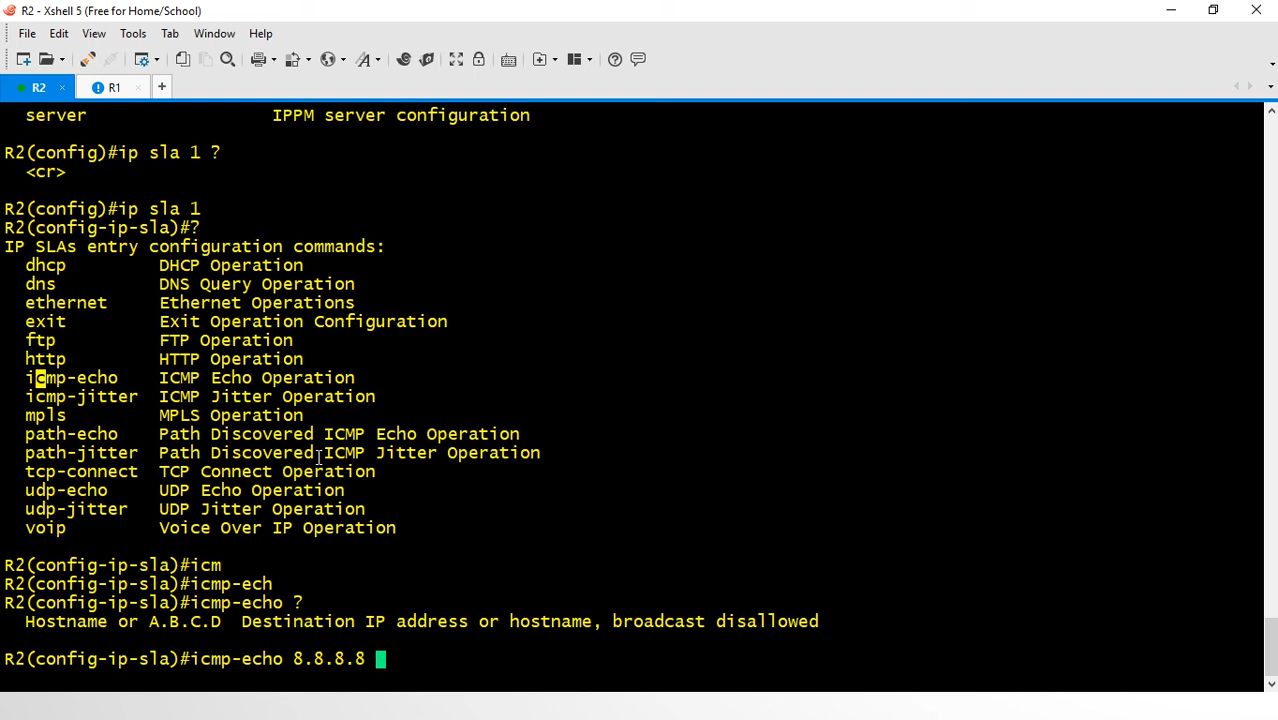 R2 - Xshell 5 (Free for Home/School)
File Edit View Tools Tab Window Help
R2 R1
server IPPM server configuration
R2(config)#ip sla 1 ?
<cr>
R2(config)#ip sla 1
R2(config-ip-sla)#?
IP SLAs entry configuration commands:
dhcp DHCP Operation
dns DNS Query Operation
ethernet Ethernet Operations
exit Exit Operation Configuration
ftp FTP Operation
http HTTP Operation
icmp-echo ICMP Echo Operation
icmp-jitter ICMP Jitter Operation
mpls MPLS Operation
path-echo Path Discovered ICMP Echo Operation
path-jitter Path Discovered ICMP Jitter Operation
tcp-connect TCP Connect Operation
udp-echo UDP Echo Operation
udp-jitter UDP Jitter Operation
voip Voice Over IP Operation
R2(config-ip-sla)#icm
R2(config-ip-sla)#icmp-ech
R2(config-ip-sla)#icmp-echo ?
Hostname or A.B.C.D Destination IP address or hostname, broadcast disallowed
R2(config-ip-sla)#icmp-echo 8.8.8.8